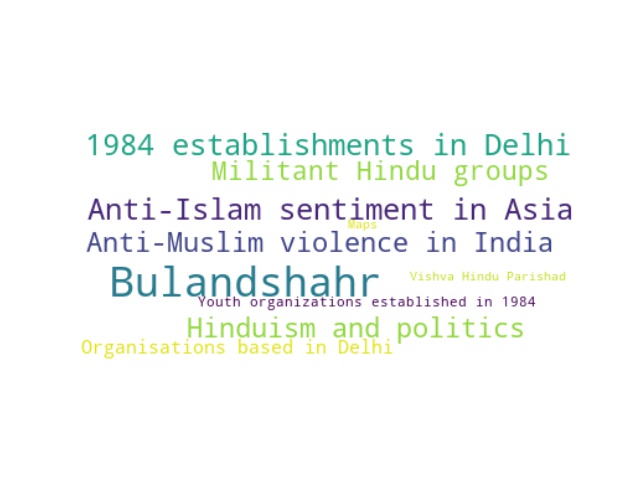 1984 establishments in Delhi
Militant Hindu groups
Anti-Islam sentiment in Asia
Maps
Anti-Muslim violence in India
Bulandshahr
Vishva Hindu Parishad
Youth organizations established in 1984
Hinduism and politics
Organisations based in Delhi